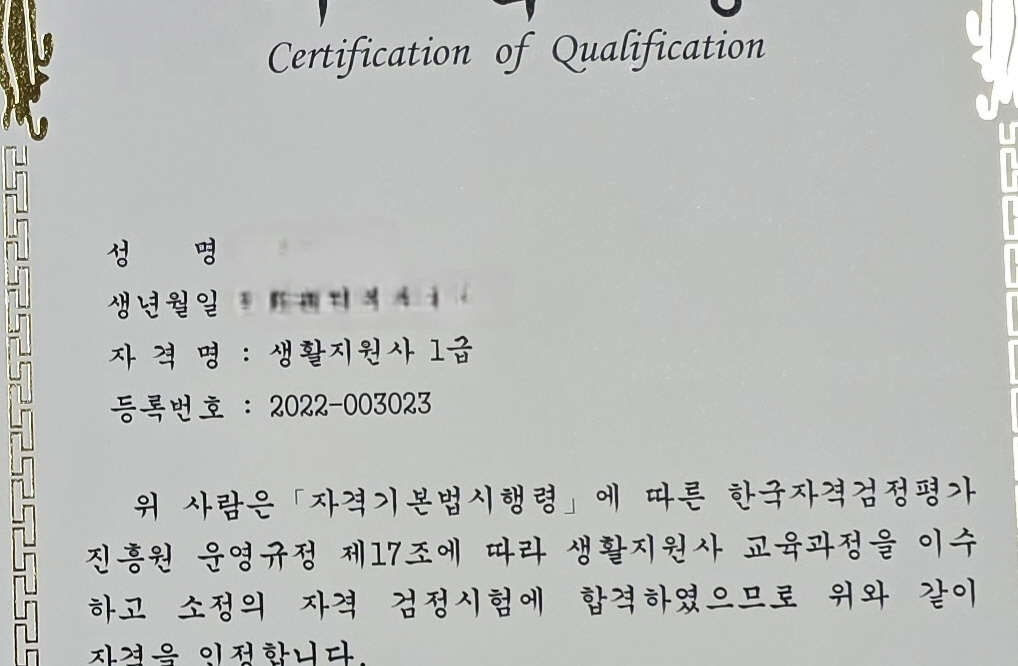 Certification of Qualification
성 명
생년월일
자 격 명 : 생활지원사 1급
등록번호 : 2022-003023
위 사람은 「자격기본법시행령」에 따른 한국자격검정평가
진흥원 운영규정 제17조에 따라 생활지원사 교육과정을 이수
하고 소정의 자격 검정시험에 합격하였으므로 위와 같이
자격을 인정합니다.